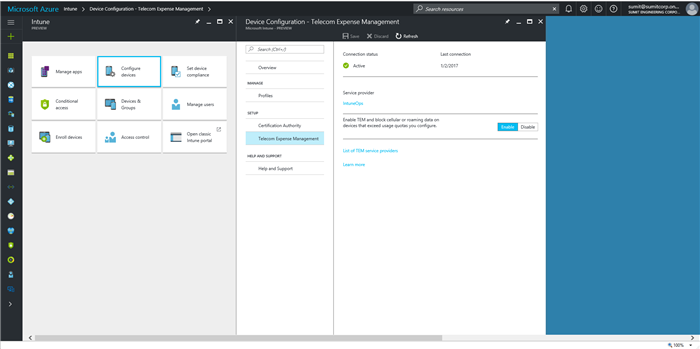 Microsoft Azure Intune > Device Configuration - Telecom Expense Management >
Search resources
sumit@sumitcorp.on...
SUMIT ENGINEERING CORPO...
Intune
PREVIEW
Manage apps
Configure
devices
Set device
compliance
Conditional
access
Devices &
Groups
Manage users
Enroll devices
Access control
Open classic
Intune portal
Device Configuration - Telecom Expense Management
Microsoft Intune - PREVIEW
Search (Ctrl+/)
Overview
MANAGE
Profiles
SETUP
Certification Authority
Telecom Expense Management
HELP AND SUPPORT
Help and Support
Save Discard Refresh
Connection status
Active
Last connection
1/2/2017
Service provider
IntuneOps
Enable TEM and block cellular or roaming data on
devices that exceed usage quotes you configure.
Enable Disable
List of TEM service providers
Learn more
100%